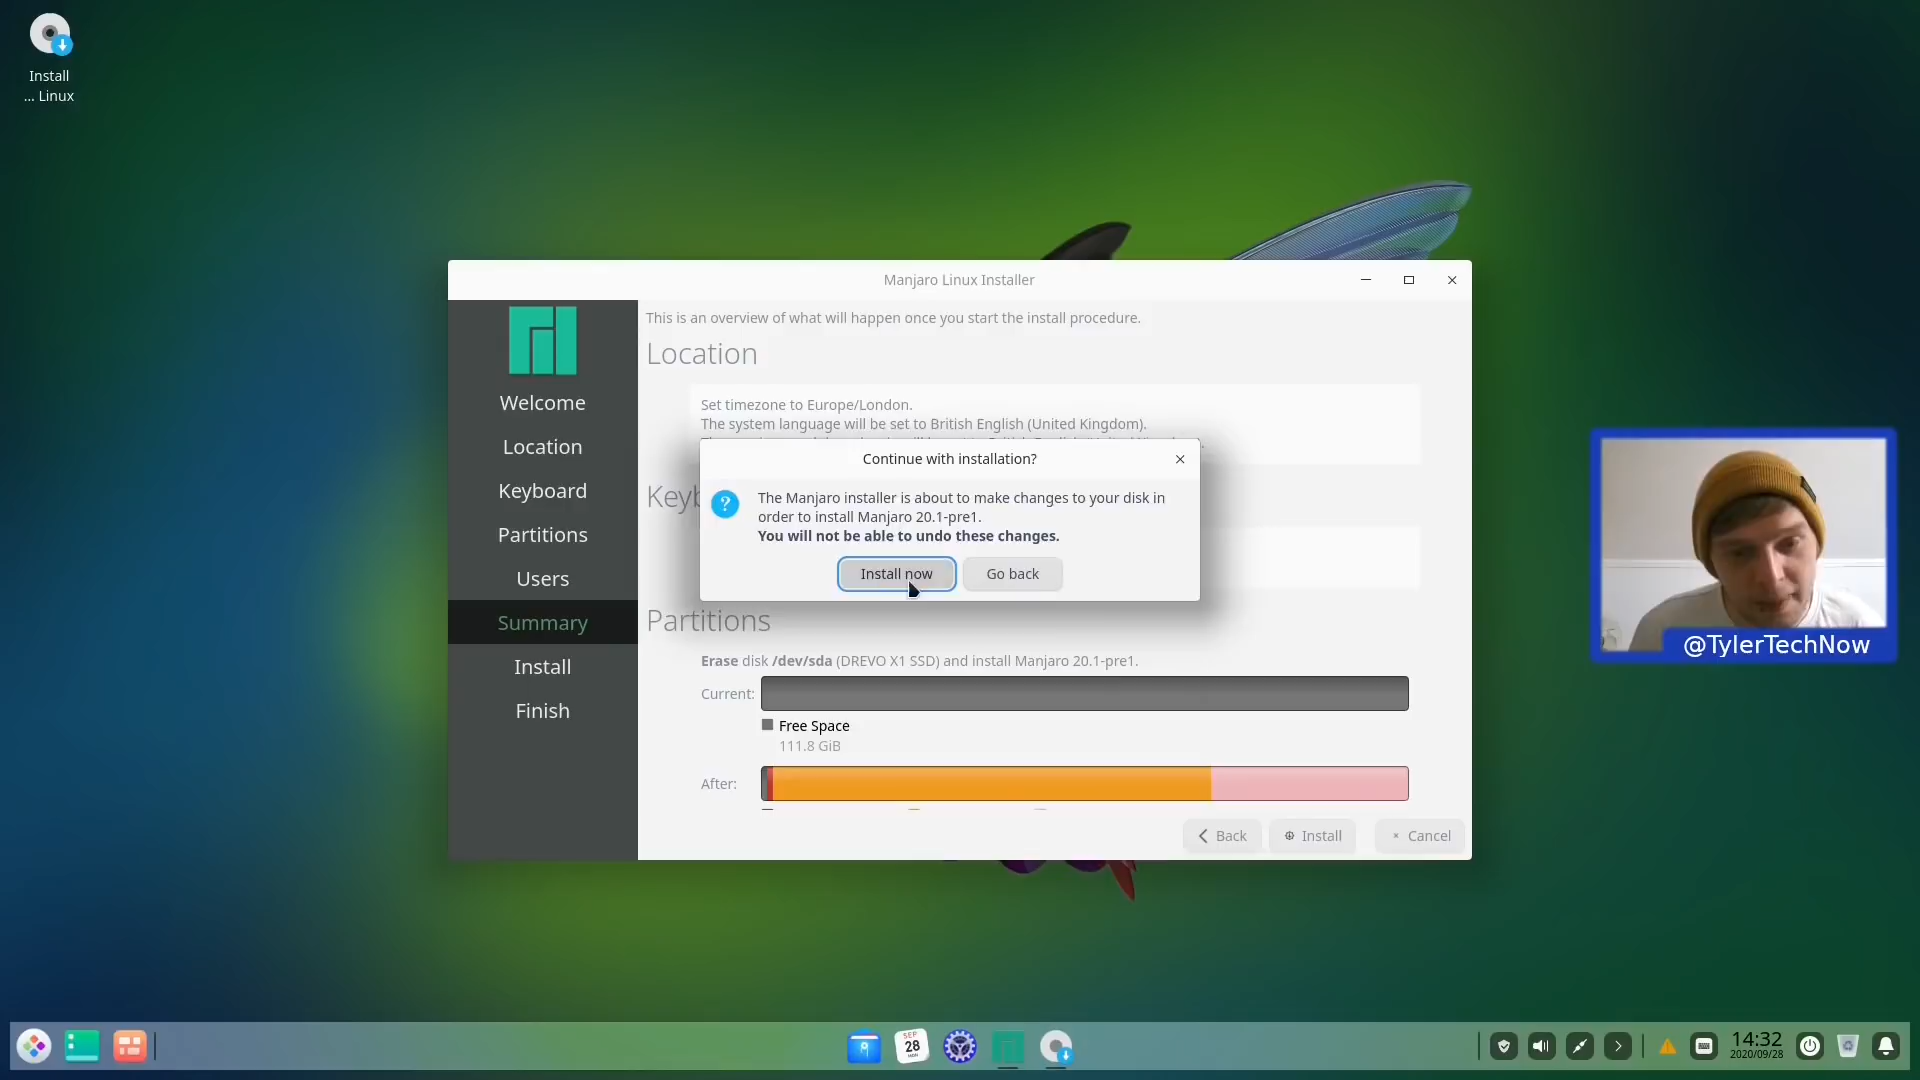 Install
... Linux
Manjaro Linux Installer
This is an overview of what will happen once you start the install procedure.
Location
Set timezone to Europe/London.
The system language will be set to British English (United Kingdom).
Welcome
Location
Keyboard
Partitions
Users
Summary
Install
Finish
Continue with installation?
The Manjaro installer is about to make changes to your disk in
order to install Manjaro 20.1-pre1.
You will not be able to undo these changes.
Install now
Go back
Keyb
Partitions
Erase disk /dev/sda (DREVO X1 SSD) and install Manjaro 20.1-pre1.
Current:
Free Space
111.8 GiB
After:
Back
Install
Cancel
@TylerTechNow
SEP
28
MON
14:32
2020/09/28